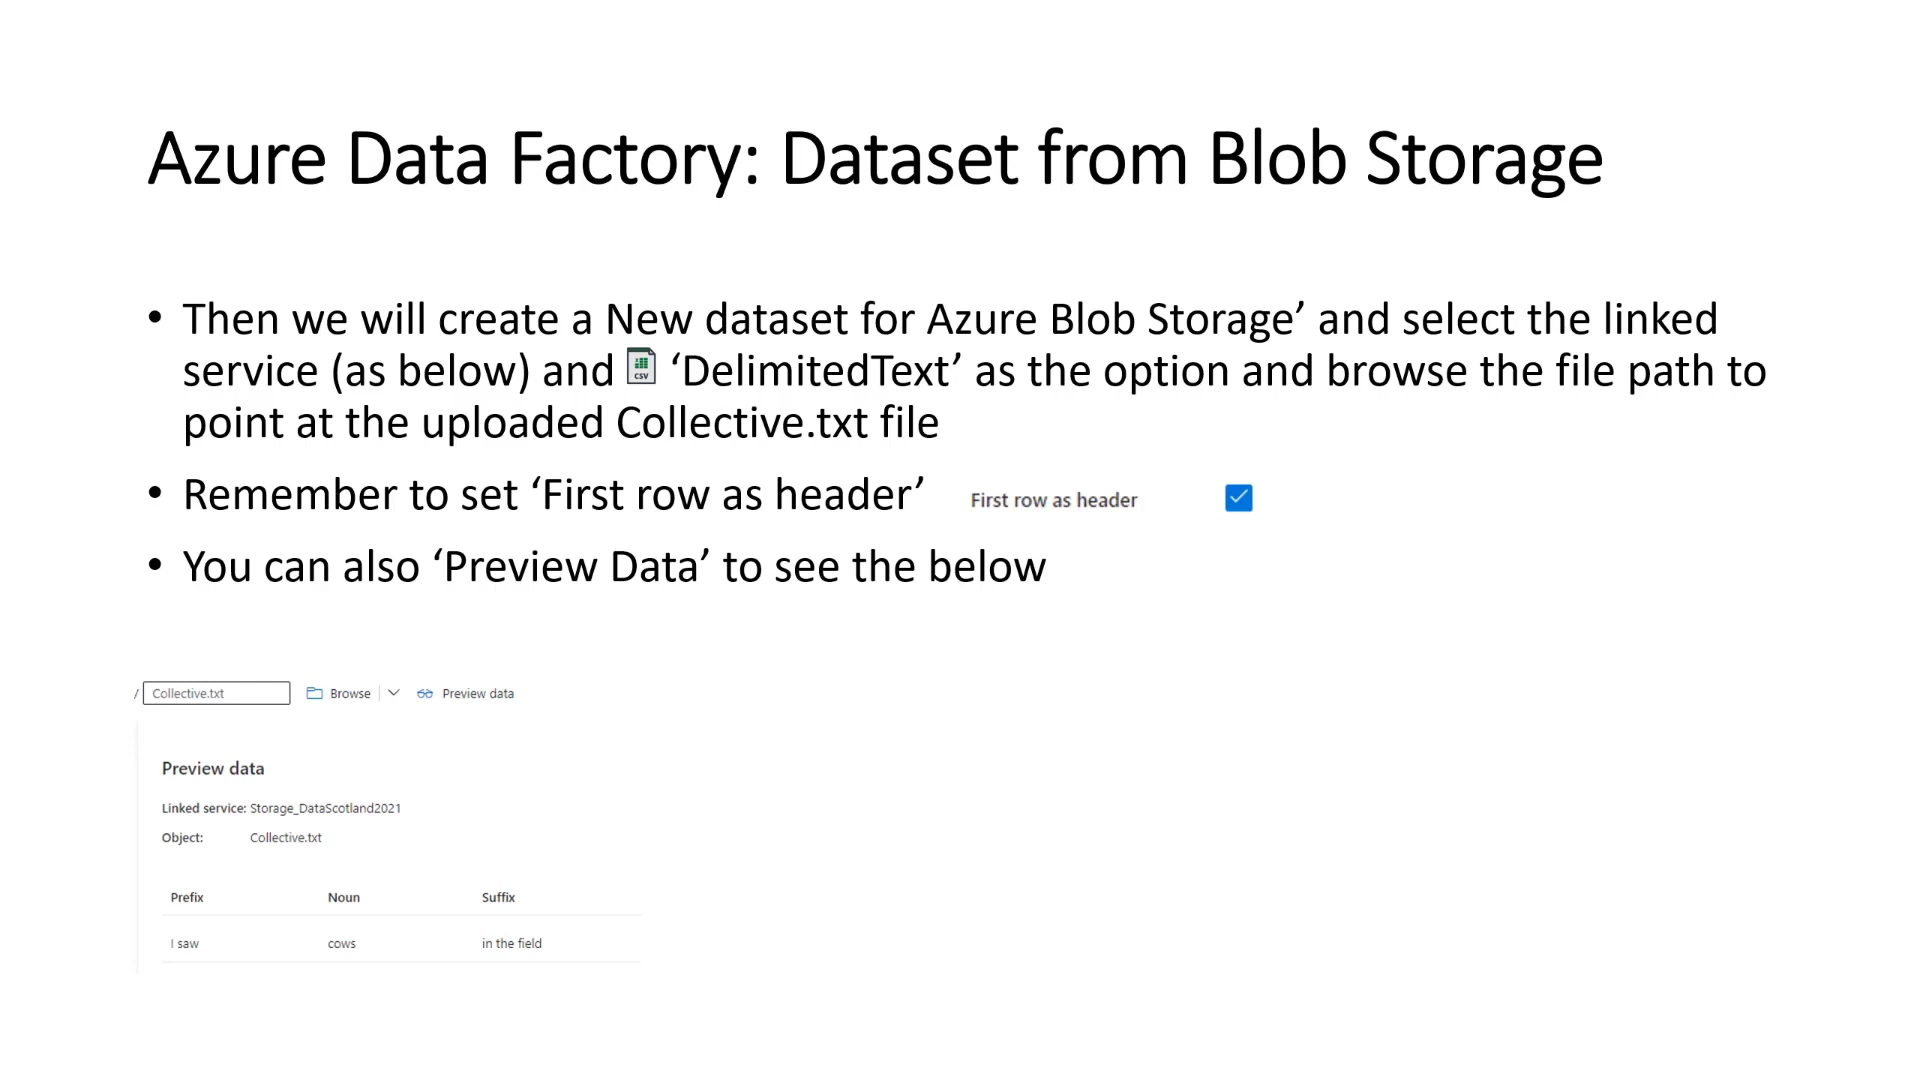 Azure Data Factory: Dataset from Blob Storage
• Then we will create a New dataset for Azure Blob Storage’ and select the linked
service (as below) and CSV ‘DelimitedText’ as the option and browse the file path to
point at the uploaded Collective.txt file
• Remember to set ‘First row as header’ First row as header
• You can also ‘Preview Data’ to see the below
/ Collective.txt Browse Preview data
Preview data
Linked service: Storage_DataScotland2021
Object: Collective.txt
Prefix Noun Suffix
I saw cows in the field